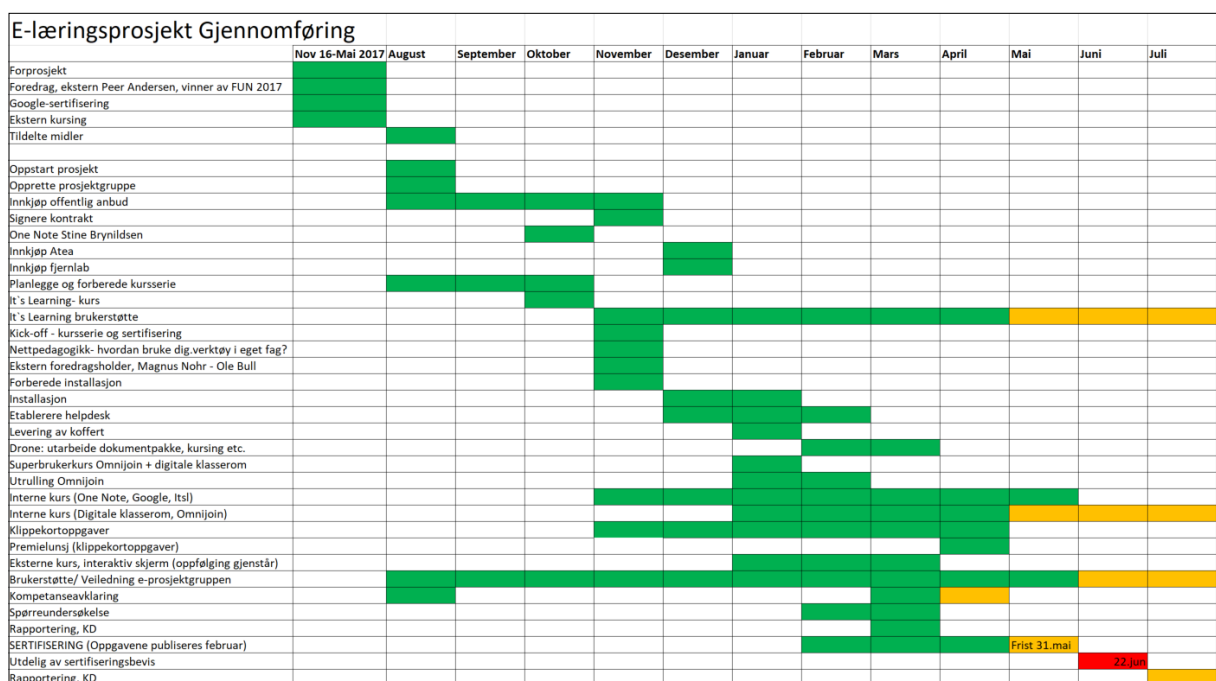 E-læringsprosjekt Gjennomføring
Nov 16-Mai 2017 August September Oktober November Desember Januar Februar Mars April Mai Juni Juli
Forprosjekt
Foredrag, ekstern Peer Andersen, vinner av FUN 2017
Google-sertifisering
Ekstern kursing
Tildelte midler
Oppstart prosjekt
Opprette prosjektgruppe
Innkjøp offentlig anbud
Signere kontrakt
One Note Stine Brynildsen
Innkjøp Atea
Innkjøp fjernlab
Planlegge og forberede kursserie
It`s Learning- kurs
It`s Learning brukerstøtte
Kick-off - kursserie og sertifisering
Nettpedagogikk- hvordan bruke dig.verktøy i eget fag?
Ekstern foredragsholder, Magnus Nohr - Ole Bull
Forberede installasjon
Installasjon
Etablerere helpdesk
Levering av koffert
Drone: utarbeide dokumentpakke, kursing etc.
Superbrukerkurs Omnijoin + digitale klasserom
Utrulling Omnijoin
Interne kurs (One Note, Google, Itsl)
Interne kurs (Digitale klasserom, Omnijoin)
Klippekortoppgaver
Premielunsj (klippekortoppgaver)
Eksterne kurs, interaktiv skjerm (oppfølging gjenstår)
Brukerstøtte/ Veiledning e-prosjektgruppen
Kompetanseavklaring
Spørreundersøkelse
Rapportering, KD
SERTIFISERING (Oppgavene publiseres februar) Frist 31.mai
Utdelig av sertifiseringsbevis 22.jun
Rapportering, KD